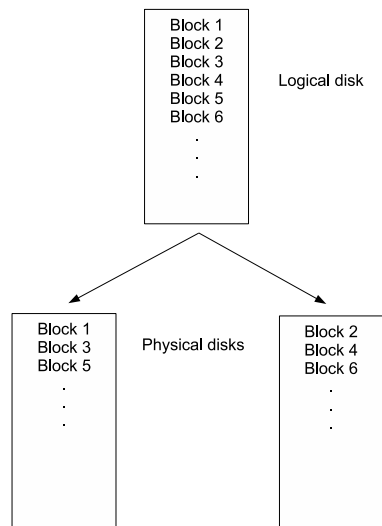 Block 1
Block 2
Block 3
Block 4
Block 5
Block 6
.
.
.
Logical disk
Block 1
Block 3
Block 5
.
.
.
Physical disks
Block 2
Block 4
Block 6
.
.
.